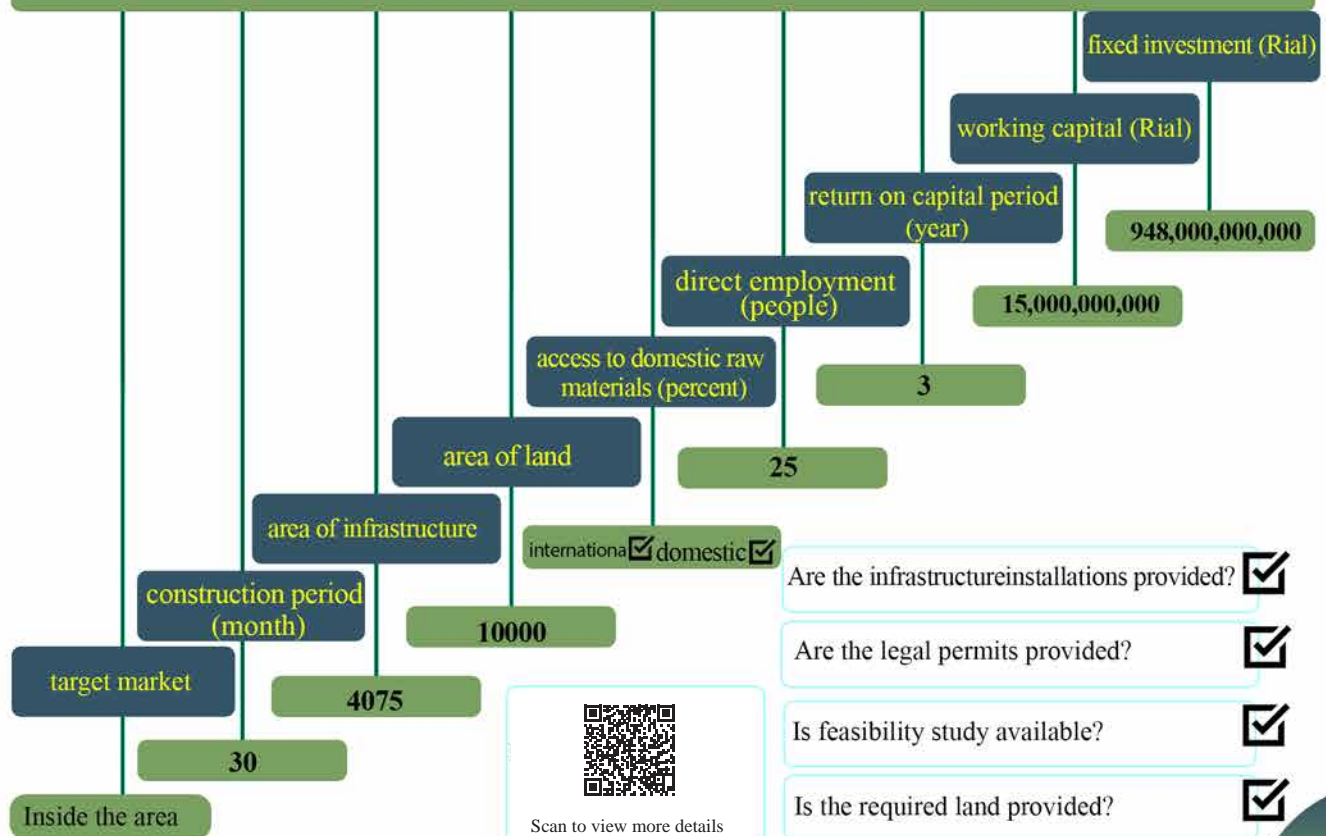 fixed investment (Rial)
948,000,000,000
working capital (Rial)
15,000,000,000
return on capital period
(year)
3
direct employment
(people)
25
access to domestic raw
materials (percent)
internationa domestic
area of land
10000
area of infrastructure
4075
construction period
(month)
30
target market
Inside the area
Scan to view more details
Are the infrastructureinstallations provided?
Are the legal permits provided?
Is feasibility study available?
Is the required land provided?